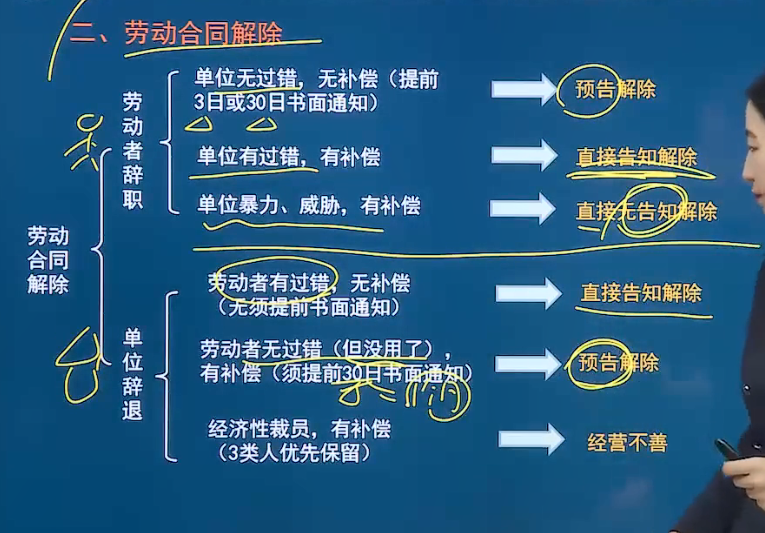 二、劳动合同解除
劳动合同解除
劳动者辞职
单位无过错，无补偿（提前
3日或30日书面通知）
预告解除
单位有过错，有补偿
直接告知解除
单位暴力、威胁，有补偿
直接无告知解除
单位辞退
劳动者有过错，无补偿
（无须提前书面通知）
直接告知解除
劳动者无过错（但没用了），
有补偿（须提前30日书面通知）
预告解除
经济性裁员，有补偿
（3类人优先保留）
经营不善